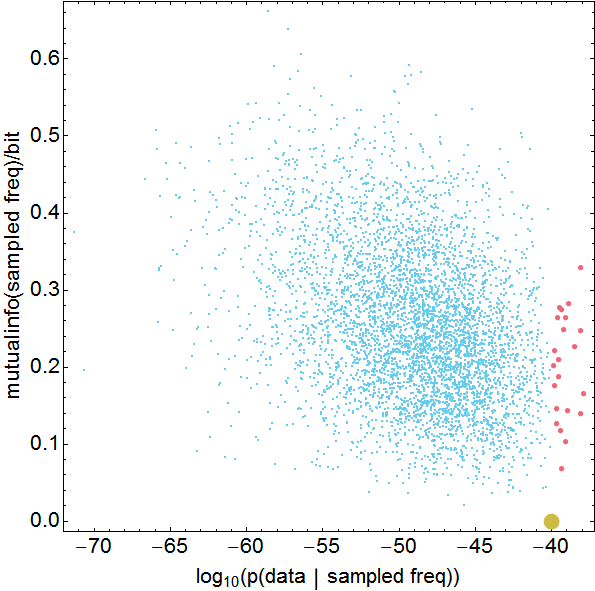 mutualinfo(sampled freq)/bit
0.6
0.5
0.4
0.3
0.2
0.1
0.0
−70 −65 −60 −55 −50 −45 −40
log₁₀(p(data | sampled freq))